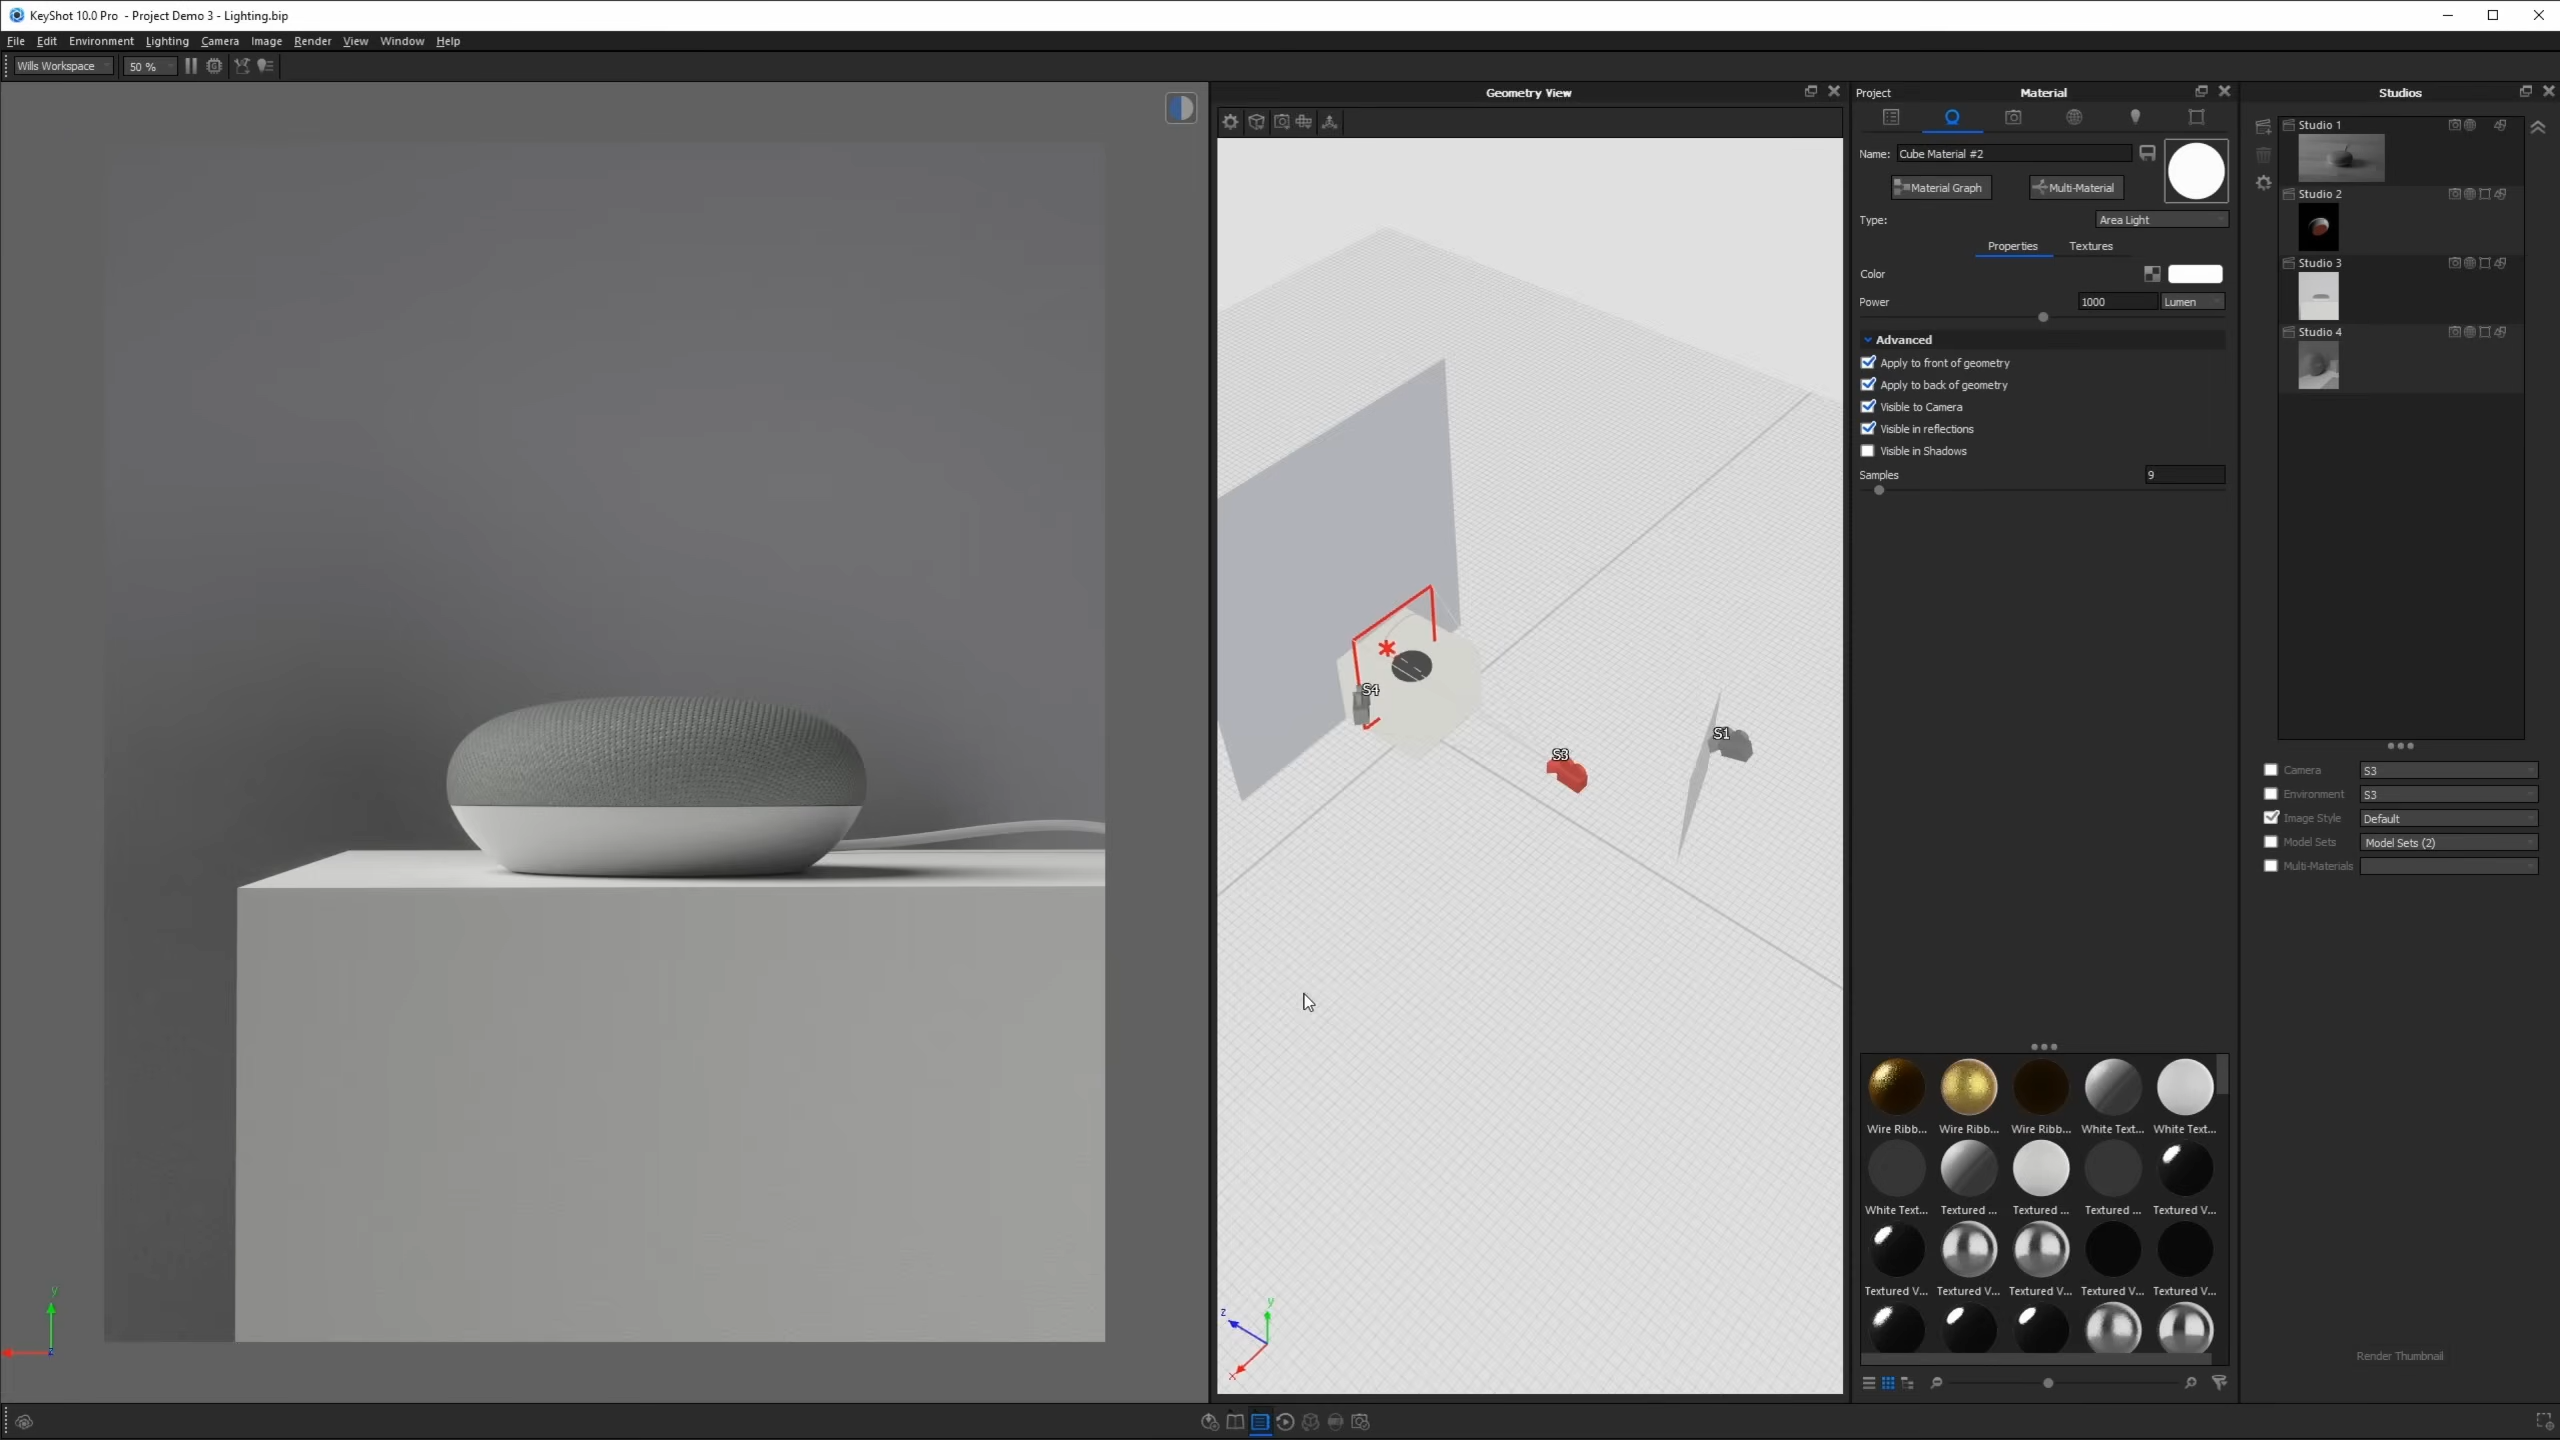 KeyShot 10.0 Pro - Project Demo 3 - Lighting.bip
File Edit Environment Lighting Camera Image Render View Window Help
Wills Workspace 50 %
Geometry View
S4
S3
S1
z
y
x
y
z
Project Material
Name: Cube Material #2
Material Graph Multi-Material
Type: Area Light
Properties Textures
Color
Power 1000 Lumen
Advanced
Apply to front of geometry
Apply to back of geometry
Visible to Camera
Visible in reflections
Visible in Shadows
Samples 9
Wire Ribb... Wire Ribb... Wire Ribb... White Text... White Text...
White Text... Textured ... Textured ... Textured ... Textured V...
Textured V... Textured V... Textured V... Textured V... Textured V...
Studios
Studio 1
Studio 2
Studio 3
Studio 4
Camera S3
Environment S3
Image Style Default
Model Sets Model Sets (2)
Multi-Materials
Render Thumbnail